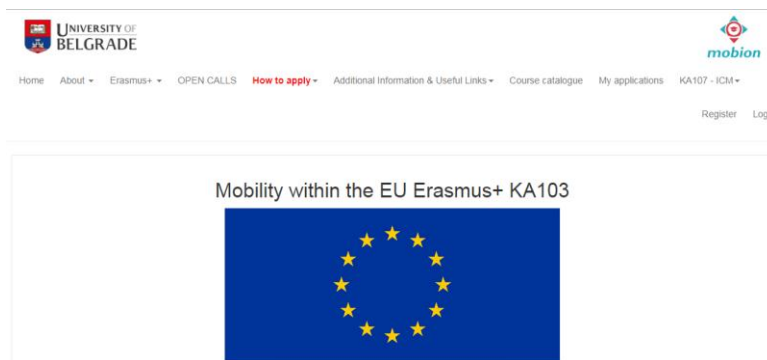 UNIVERSITY OF
BELGRADE
mobion
Home About Erasmus+ OPEN CALLS How to apply Additional Information & Useful Links Course catalogue My applications KA107 - ICM
Register Log
Mobility within the EU Erasmus+ KA103